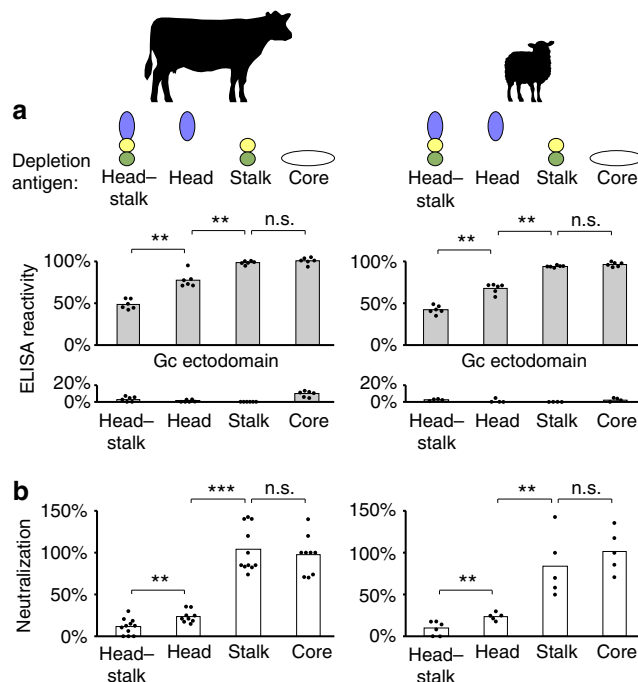 a
Depletion antigen:
Head–stalk Head Stalk Core
Head–stalk Head Stalk Core
ELISA reactivity
** ** n.s.
100%
50%
0%
Gc ectodomain
20%
0%
Head–stalk Head Stalk Core
** ** n.s.
100%
50%
0%
Gc ectodomain
20%
0%
Head–stalk Head Stalk Core
b
Neutralization
*** n.s.
150%
100%
**
50%
0%
Head–stalk Head Stalk Core
** n.s.
150%
100%
**
50%
0%
Head–stalk Head Stalk Core